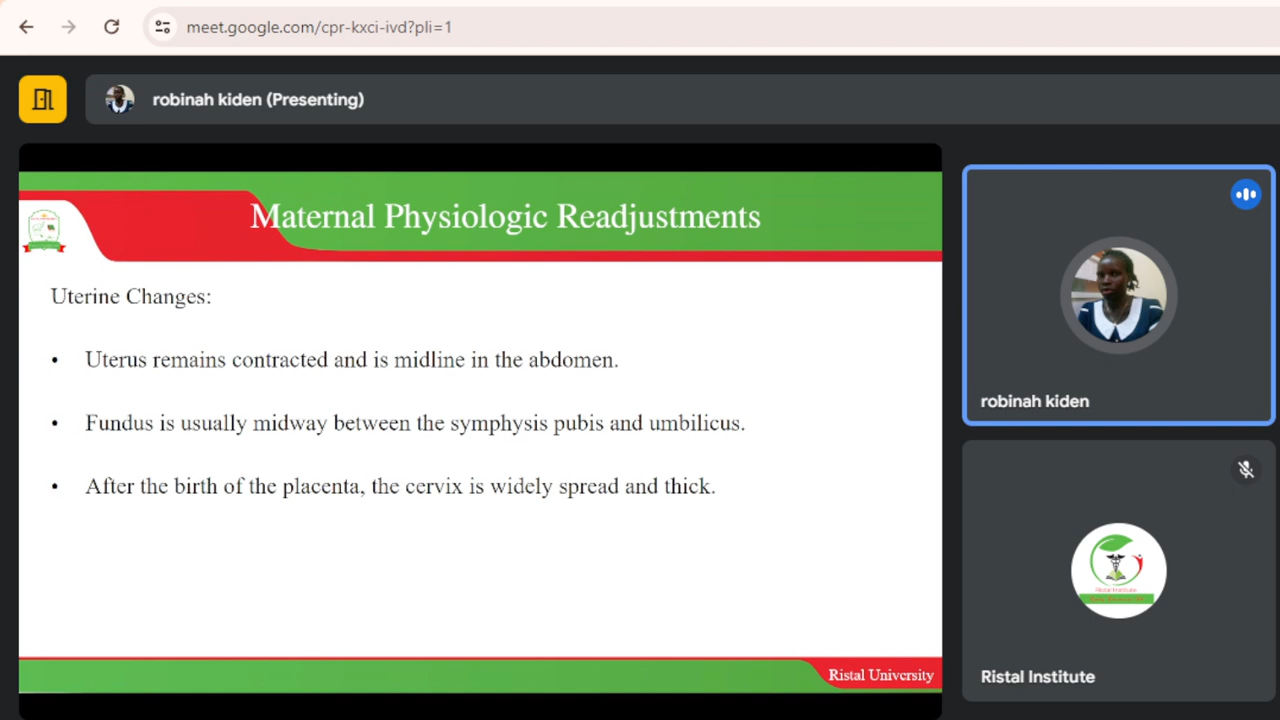 meet.google.com/cpr-kxci-ivd?pli=1
robinah kiden (Presenting)
Maternal Physiologic Readjustments
Uterine Changes:
• Uterus remains contracted and is midline in the abdomen.
• Fundus is usually midway between the symphysis pubis and umbilicus.
• After the birth of the placenta, the cervix is widely spread and thick.
Ristal University
robinah kiden
Ristal Institute
Ristal Institute